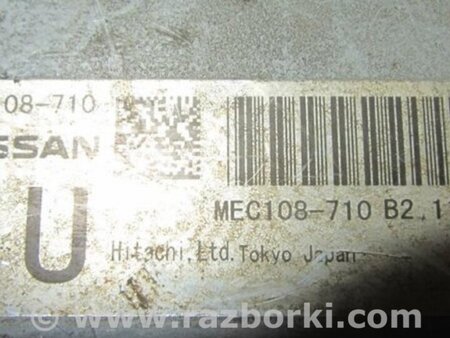 08-710
SSAN
U
MEC108-710 B2.1
Hitachi,Ltd.Tokyo Japan
www.razborki.com